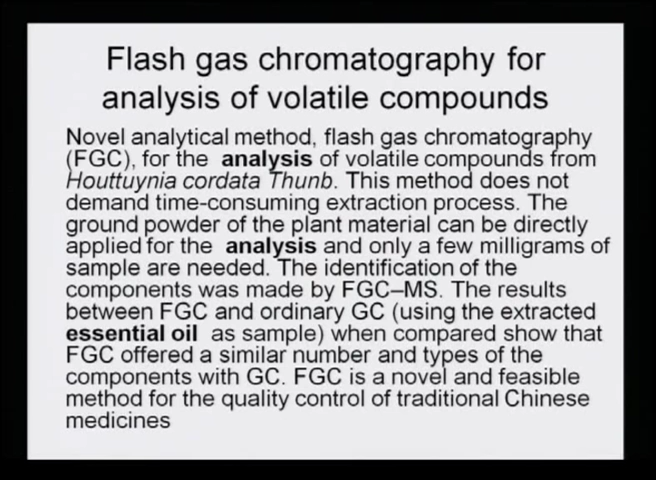 Flash gas chromatography for
analysis of volatile compounds
Novel analytical method, flash gas chromatography
(FGC), for the analysis of volatile compounds from
Houttuynia cordata Thunb. This method does not
demand time-consuming extraction process. The
ground powder of the plant material can be directly
applied for the analysis and only a few milligrams of
sample are needed. The identification of the
components was made by FGC–MS. The results
between FGC and ordinary GC (using the extracted
essential oil as sample) when compared show that
FGC offered a similar number and types of the
components with GC. FGC is a novel and feasible
method for the quality control of traditional Chinese
medicines